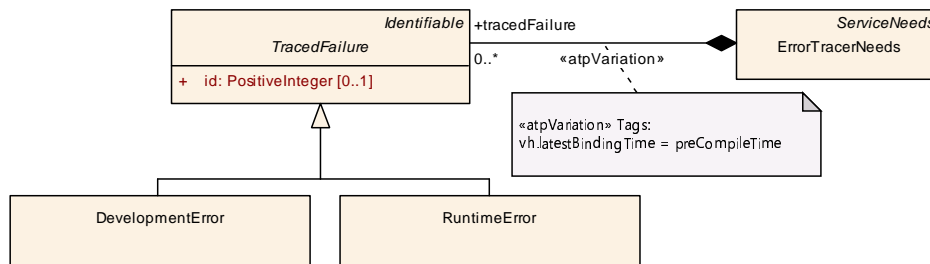 Identifiable
TracedFailure
+ id: PositiveInteger [0..1]
+tracedFailure
0..*
«atpVariation»
ServiceNeeds
ErrorTracerNeeds
«atpVariation» Tags:
vh.latestBindingTime = preCompileTime
DevelopmentError
RuntimeError